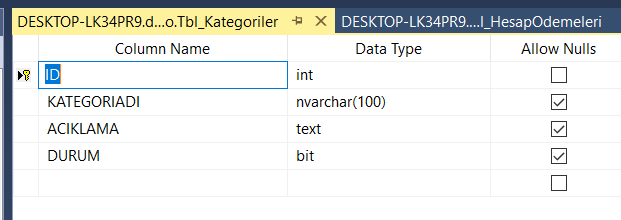 DESKTOP-LK34PR9.d...o.Tbl_Kategoriler DESKTOP-LK34PR9....l_HesapOdemeleri
Column Name Data Type Allow Nulls
ID int
KATEGORIADI nvarchar(100)
ACIKLAMA text
DURUM bit